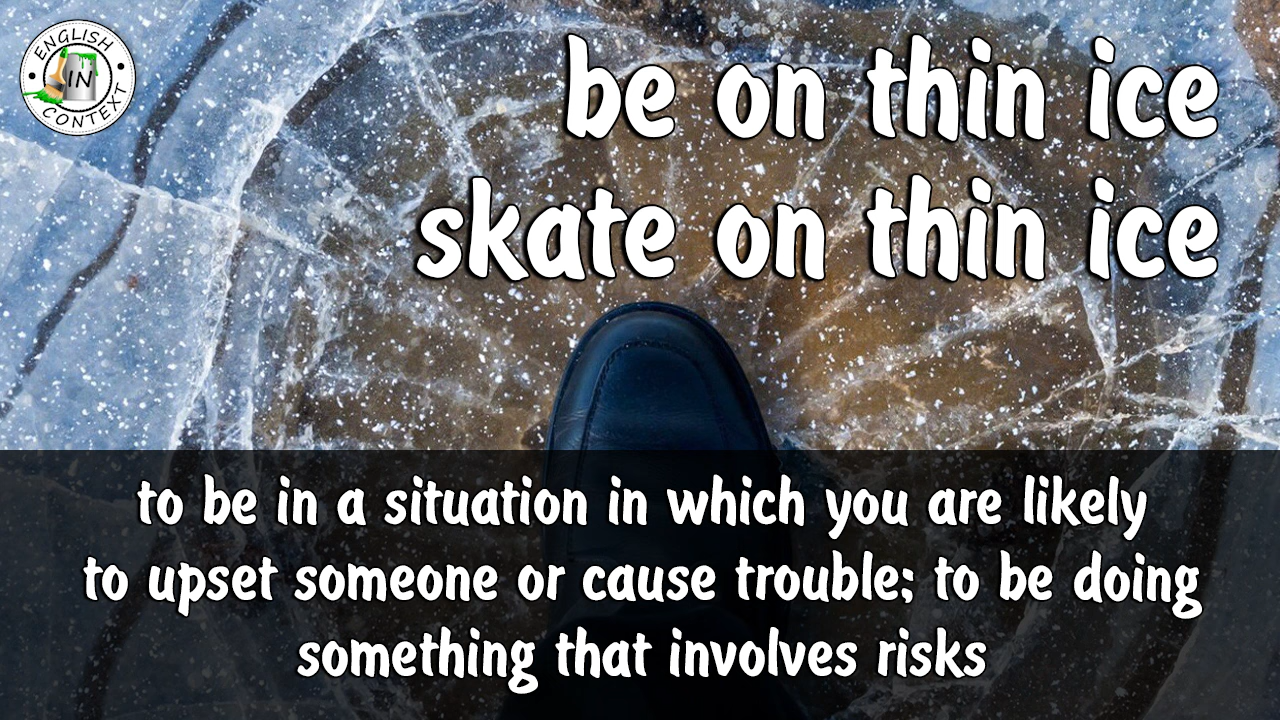 ENGLISH
IN
CONTEXT
be on thin ice
skate on thin ice
to be in a situation in which you are likely
to upset someone or cause trouble; to be doing
something that involves risks